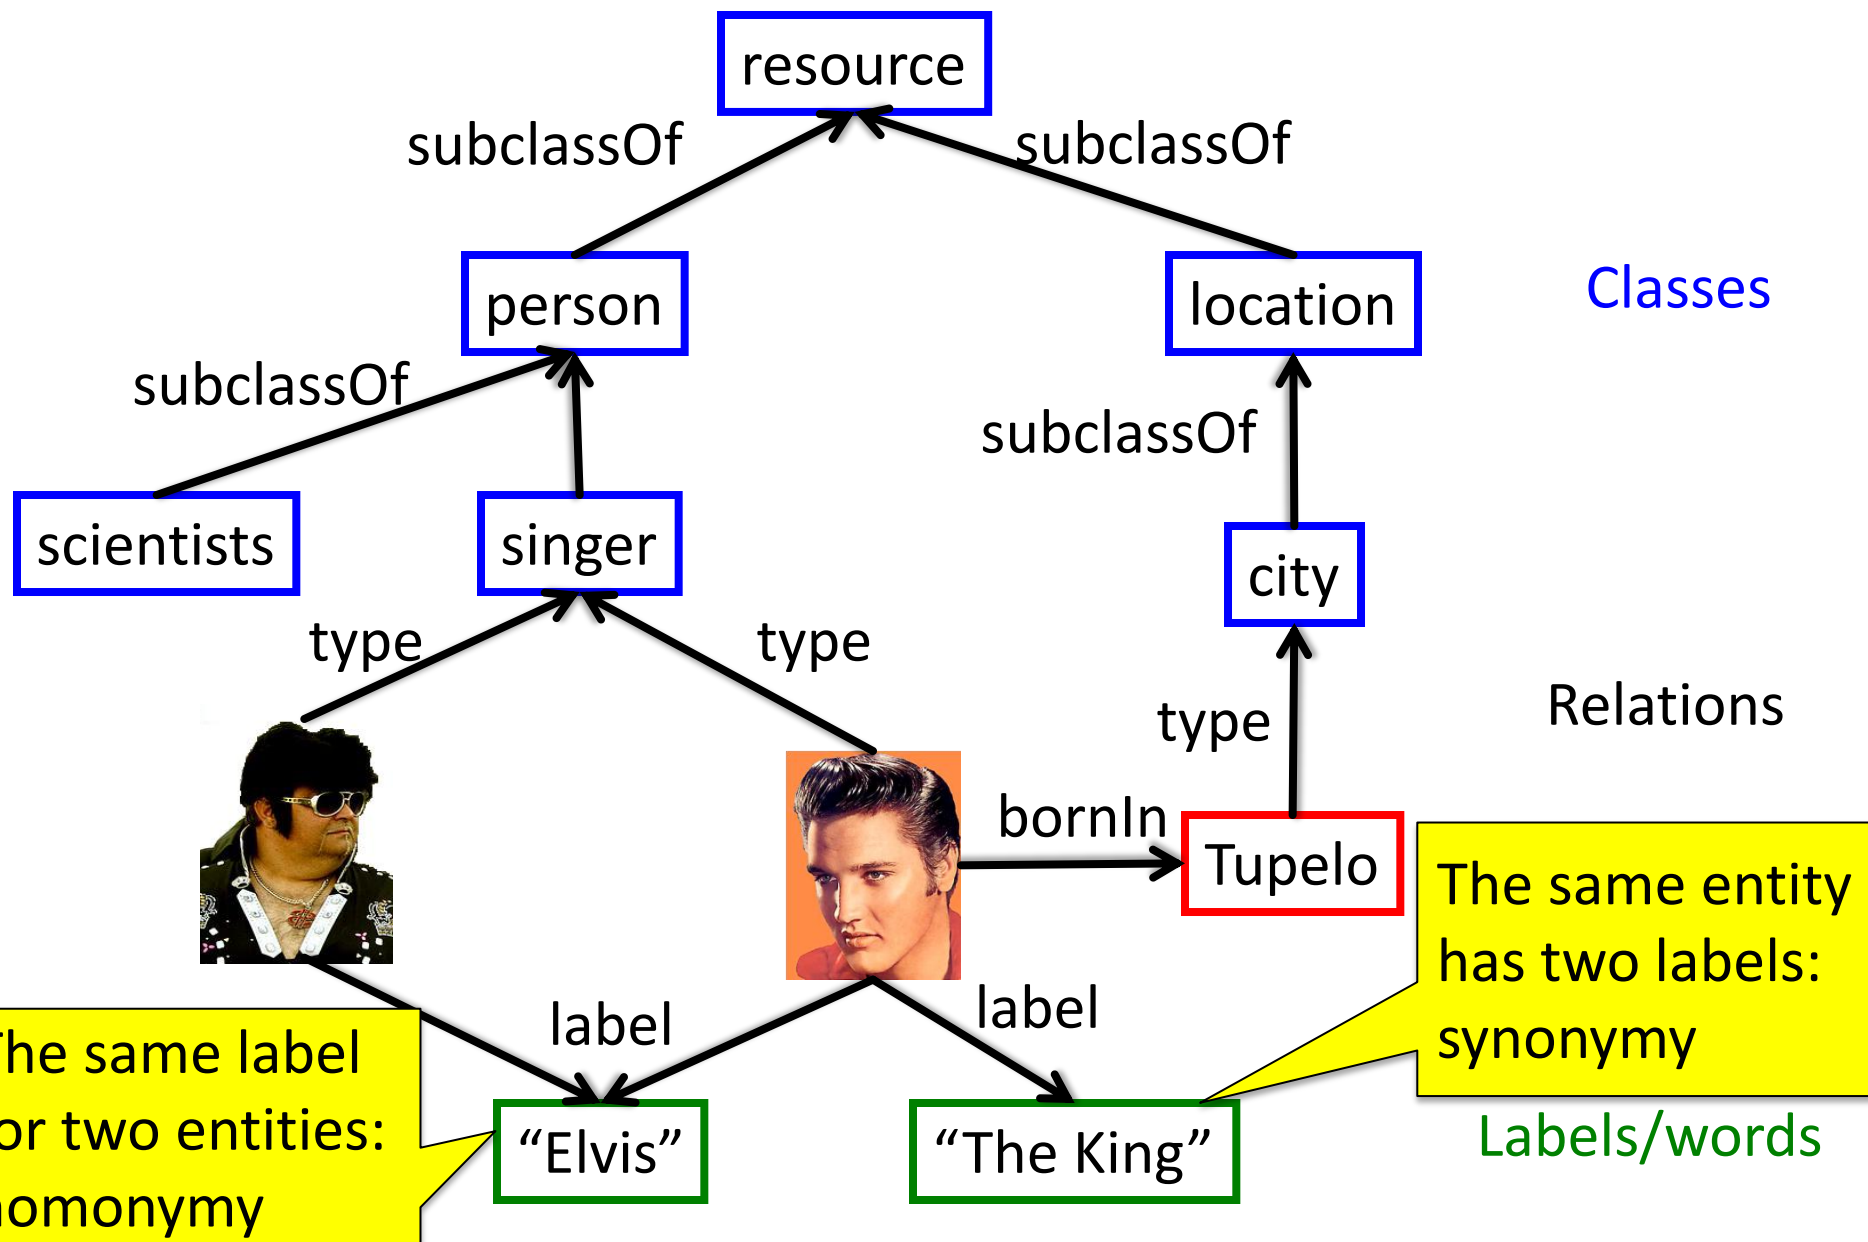 resource
subclassOf
subclassOf
person
location
Classes
subclassOf
subclassOf
scientists
singer
city
type
type
type
Relations
bornIn
Tupelo
The same entity
has two labels:
synonymy
label
label
he same label
or two entities:
omonymy
“Elvis”
“The King”
Labels/words